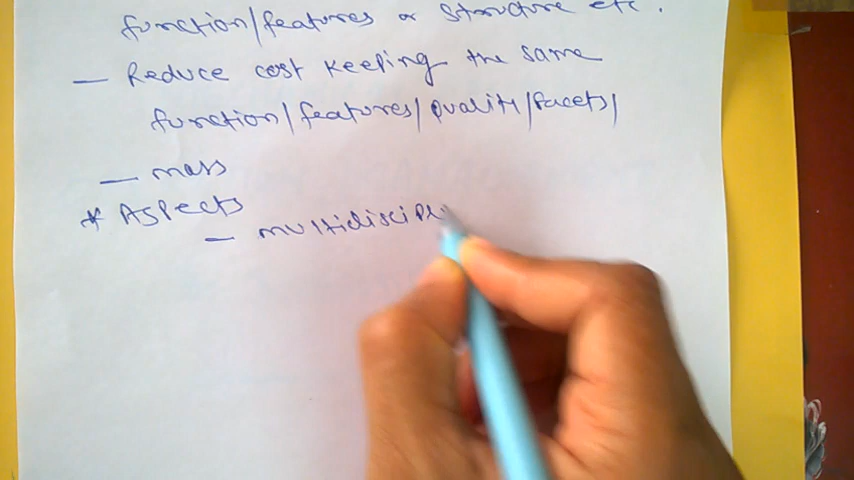 function/features or structure etc.
— Reduce cost keeping the same
function/features/quality/facets/
— mass
* Aspects
— multidiscipl